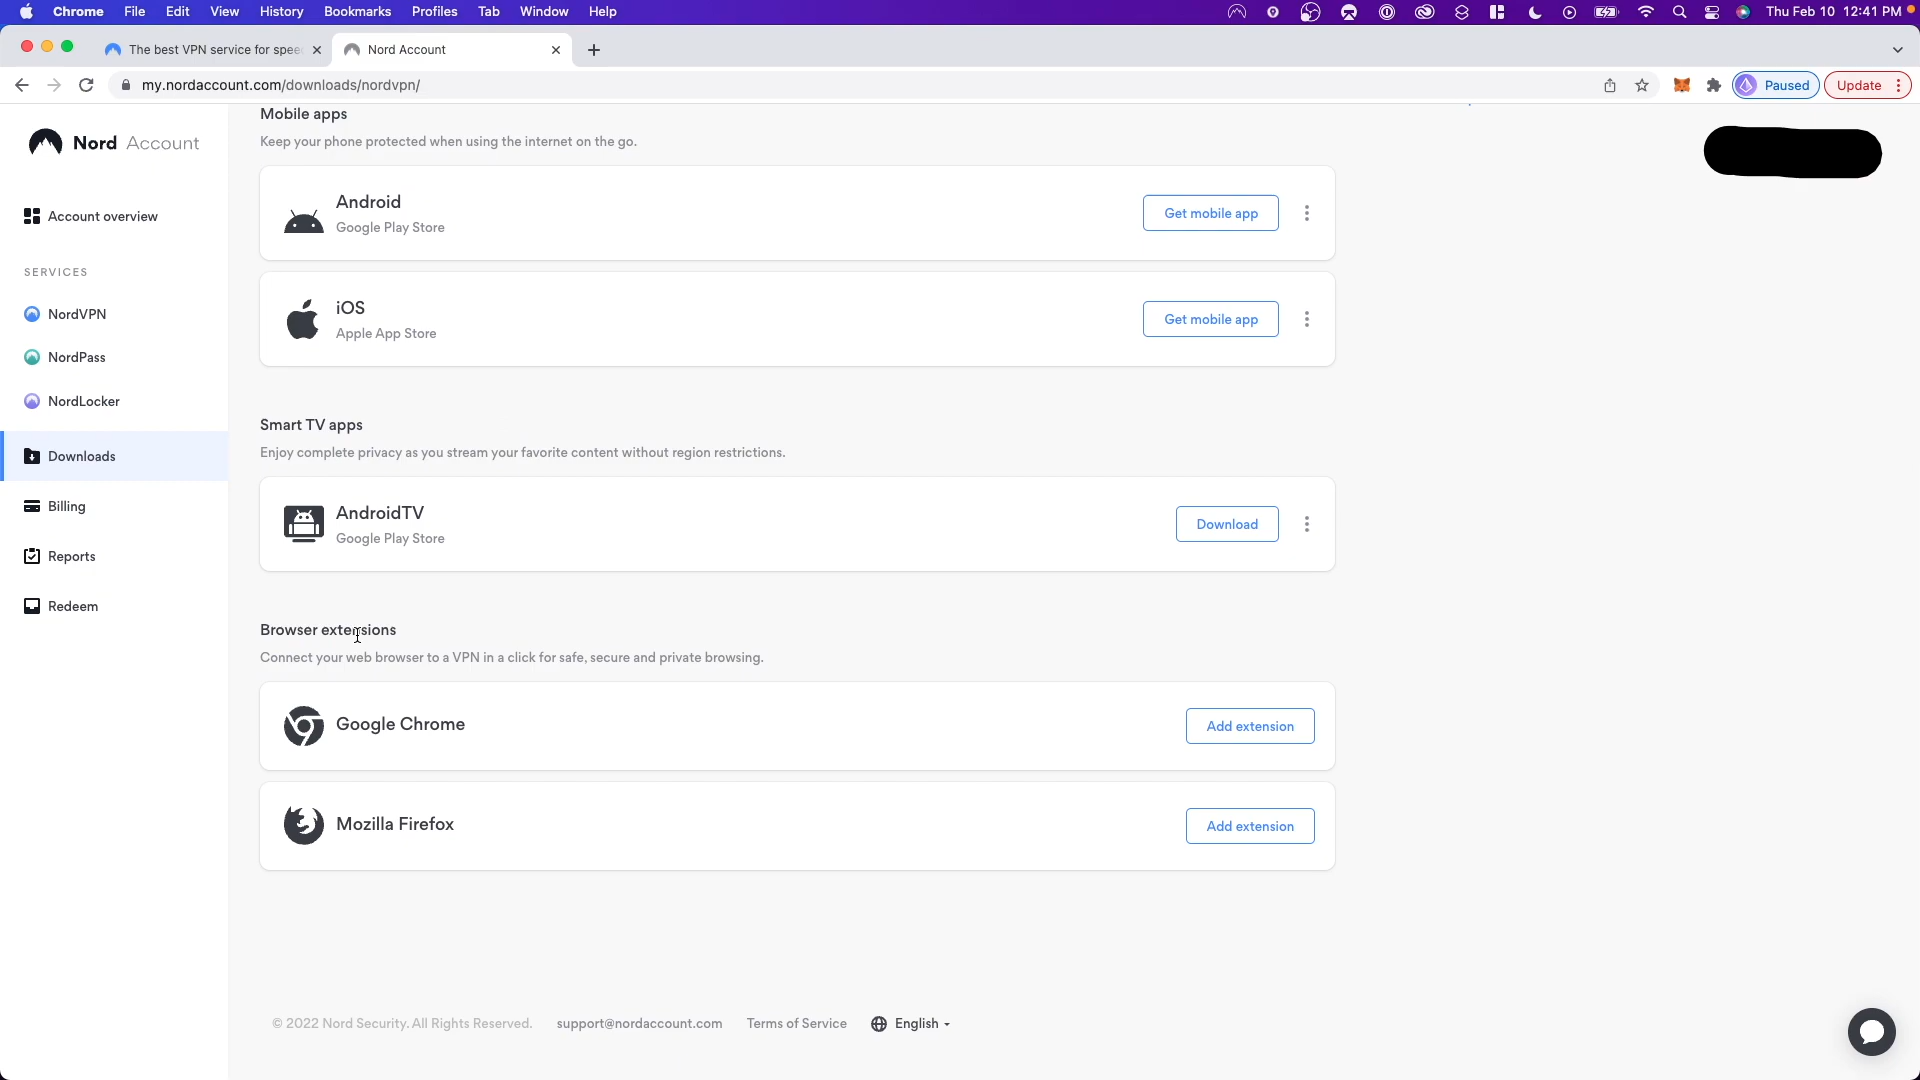 Chrome File Edit View History Bookmarks Profiles Tab Window Help Thu Feb 10 12:41 PM
The best VPN service for spee Nord Account
my.nordaccount.com/downloads/nordvpn/ Paused Update
Nord Account
Account overview
SERVICES
NordVPN
NordPass
NordLocker
Downloads
Billing
Reports
Redeem
Mobile apps
Keep your phone protected when using the internet on the go.
Android
Google Play Store
Get mobile app
iOS
Apple App Store
Get mobile app
Smart TV apps
Enjoy complete privacy as you stream your favorite content without region restrictions.
AndroidTV
Google Play Store
Download
Browser extensions
Connect your web browser to a VPN in a click for safe, secure and private browsing.
Google Chrome
Add extension
Mozilla Firefox
Add extension
© 2022 Nord Security. All Rights Reserved. support@nordaccount.com Terms of Service English